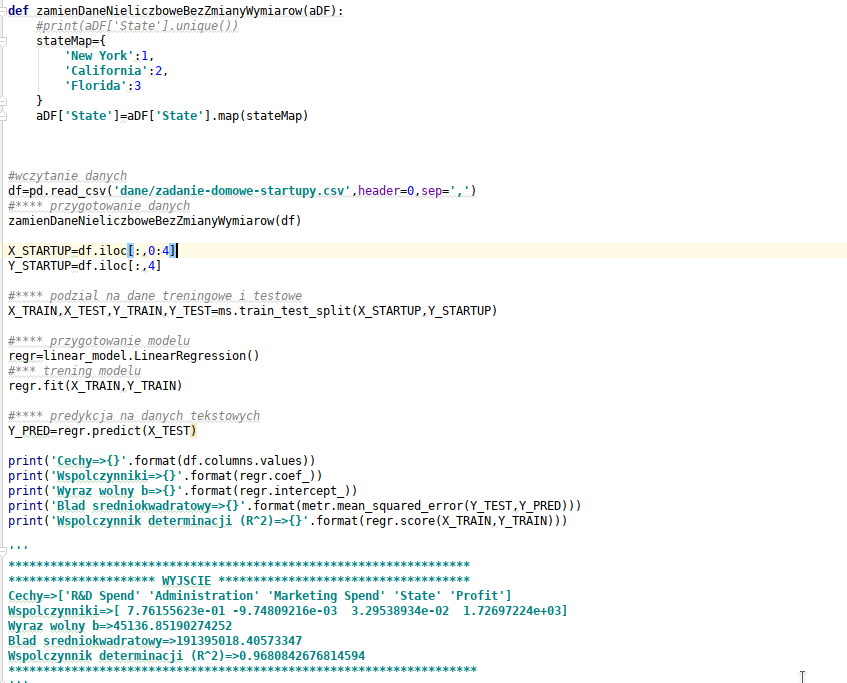 def zamienDaneNieliczboweBezZmianyWymiarow(aDF):
    #print(aDF['State'].unique())
    stateMap={
        'New York':1,
        'California':2,
        'Florida':3
    }
    aDF['State']=aDF['State'].map(stateMap)
#wczytanie danych
df=pd.read_csv('dane/zadanie-domowe-startupy.csv',header=0,sep=',')
#**** przygotowanie danych
zamienDaneNieliczboweBezZmianyWymiarow(df)
X_STARTUP=df.iloc[:,0:4]
Y_STARTUP=df.iloc[:,4]
#**** podzial na dane treningowe i testowe
X_TRAIN,X_TEST,Y_TRAIN,Y_TEST=ms.train_test_split(X_STARTUP,Y_STARTUP)
#**** przygotowanie modelu
regr=linear_model.LinearRegression()
#*** trening modelu
regr.fit(X_TRAIN,Y_TRAIN)
#**** predykcja na danych tekstowych
Y_PRED=regr.predict(X_TEST)
print('Cechy=>{}'.format(df.columns.values))
print('Wspolczynniki=>{}'.format(regr.coef_))
print('Wyraz wolny b=>{}'.format(regr.intercept_))
print('Blad sredniokwadratowy=>{}'.format(metr.mean_squared_error(Y_TEST,Y_PRED)))
print('Wspolczynnik determinacji (R^2)=>{}'.format(regr.score(X_TRAIN,Y_TRAIN)))
'''
******************************************************************
********************* WYJSCIE ************************************
Cechy=>['R&D Spend' 'Administration' 'Marketing Spend' 'State' 'Profit']
Wspolczynniki=>[ 7.76155623e-01 -9.74809216e-03  3.29538934e-02  1.72697224e+03]
Wyraz wolny b=>45136.85190274252
Blad sredniokwadratowy=>191395018.40573347
Wspolczynnik determinacji (R^2)=>0.9680842676814594
*******************************************************************
'''